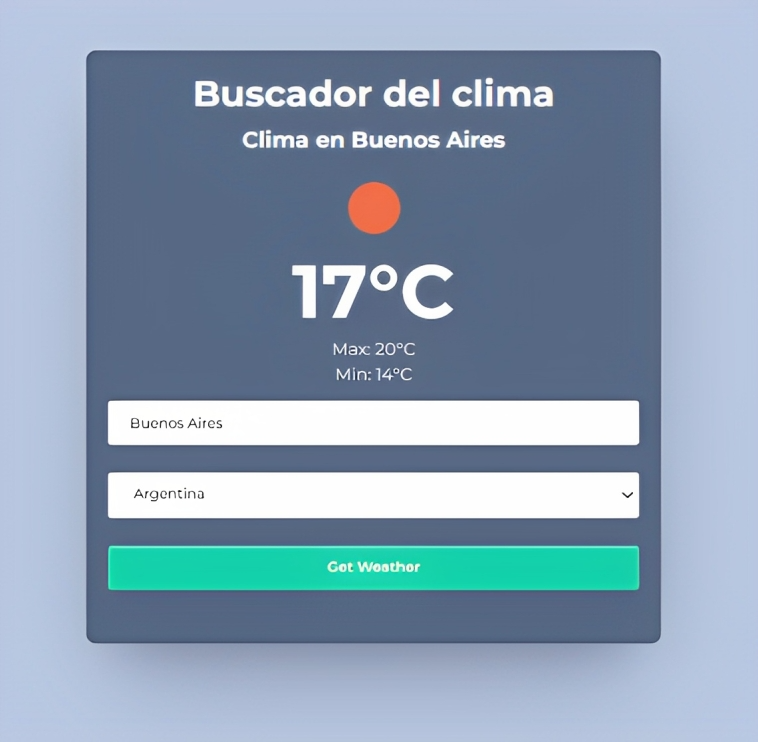 Buscador del clima
Clima en Buenos Aires
17°C
Max: 20°C
Min: 14°C
Buenos Aires
Argentina
Get Weather